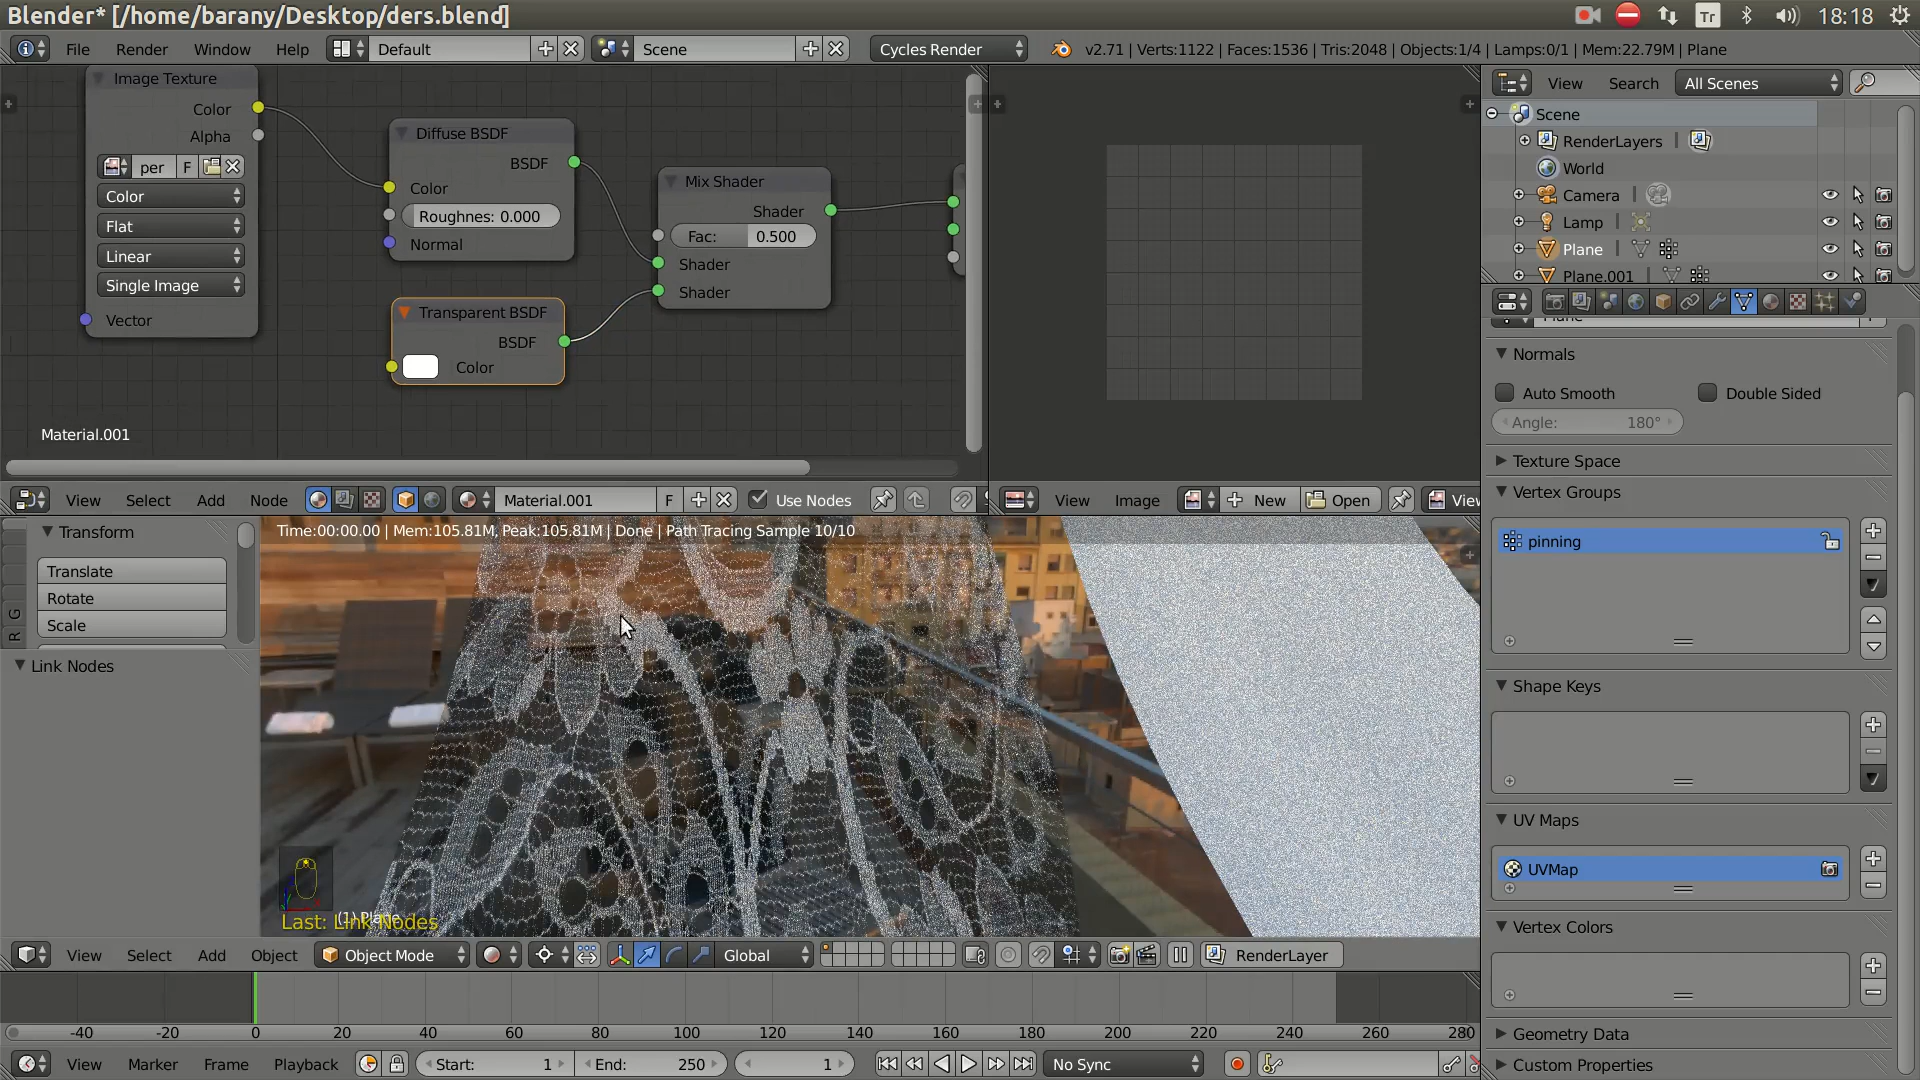 Blender* [/home/barany/Desktop/ders.blend]
Tr
18:18
File
Render
Window
Help
Default
Scene
Cycles Render
v2.71 | Verts:1122 | Faces:1536 | Tris:2048 | Objects:1/4 | Lamps:0/1 | Mem:22.79M | Plane
Image Texture
Color
Alpha
per
F
Color
Flat
Linear
Single Image
Vector
Diffuse BSDF
BSDF
Color
Roughness: 0.000
Normal
Transparent BSDF
BSDF
Color
Mix Shader
Shader
Fac: 0.500
Shader
Shader
Material.001
View
Select
Add
Node
Material.001
F
Use Nodes
View
Image
New
Open
View
Search
All Scenes
Scene
RenderLayers
World
Camera
Lamp
Plane
Plane.001
Normals
Auto Smooth
Double Sided
Angle: 180°
Texture Space
Vertex Groups
pinning
Shape Keys
UV Maps
UVMap
Vertex Colors
Geometry Data
Custom Properties
Transform
Translate
Rotate
Scale
G
R
Link Nodes
Time:00:00.00 | Mem:105.81M, Peak:105.81M | Done | Path Tracing Sample 10/10
(1) Plane
Last: Link Nodes
View
Select
Add
Object
Object Mode
Global
RenderLayer
-40 -20 0 20 40 60 80 100 120 140 160 180 200 220 240 260 280
View
Marker
Frame
Playback
Start: 1
End: 250
1
No Sync